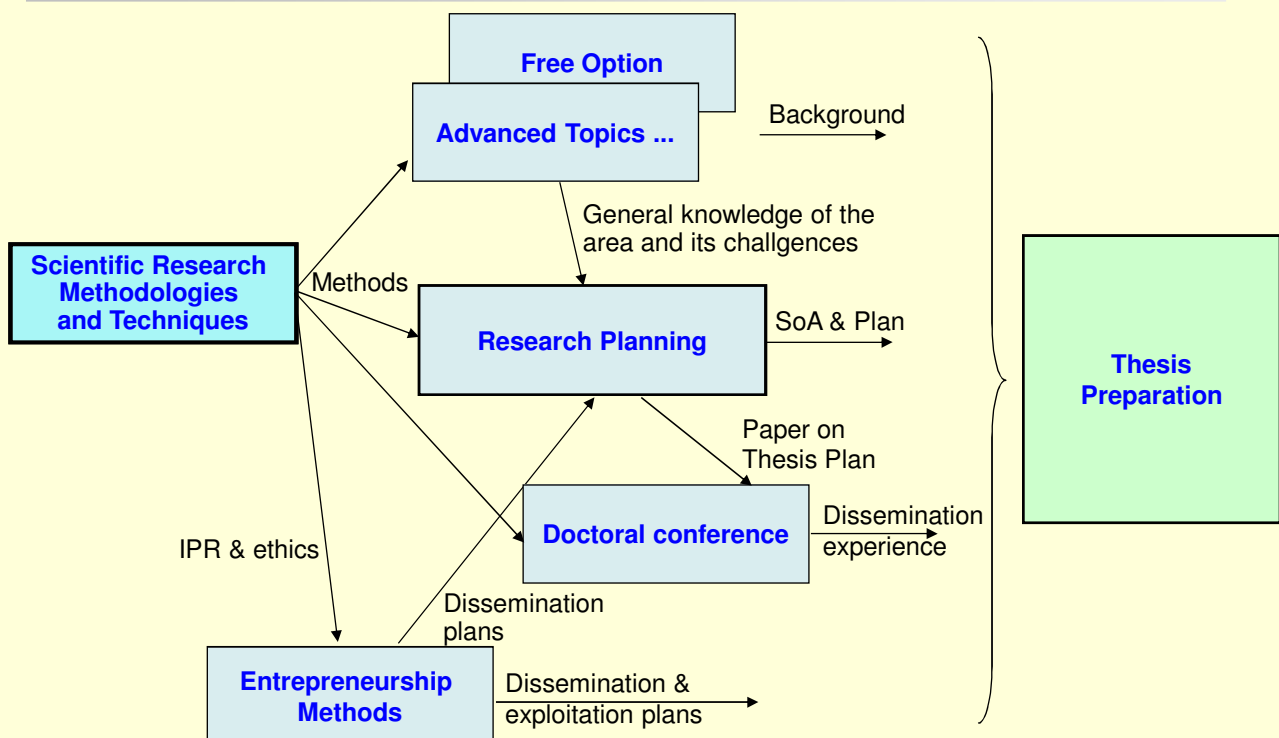 Free Option
Advanced Topics ...
Background
General knowledge of the
area and its challgences
Scientific Research
Methodologies
and Techniques
Methods
Research Planning
SoA & Plan
Thesis
Preparation
Paper on
Thesis Plan
Doctoral conference
Dissemination
experience
IPR & ethics
Dissemination
plans
Entrepreneurship
Methods
Dissemination &
exploitation plans